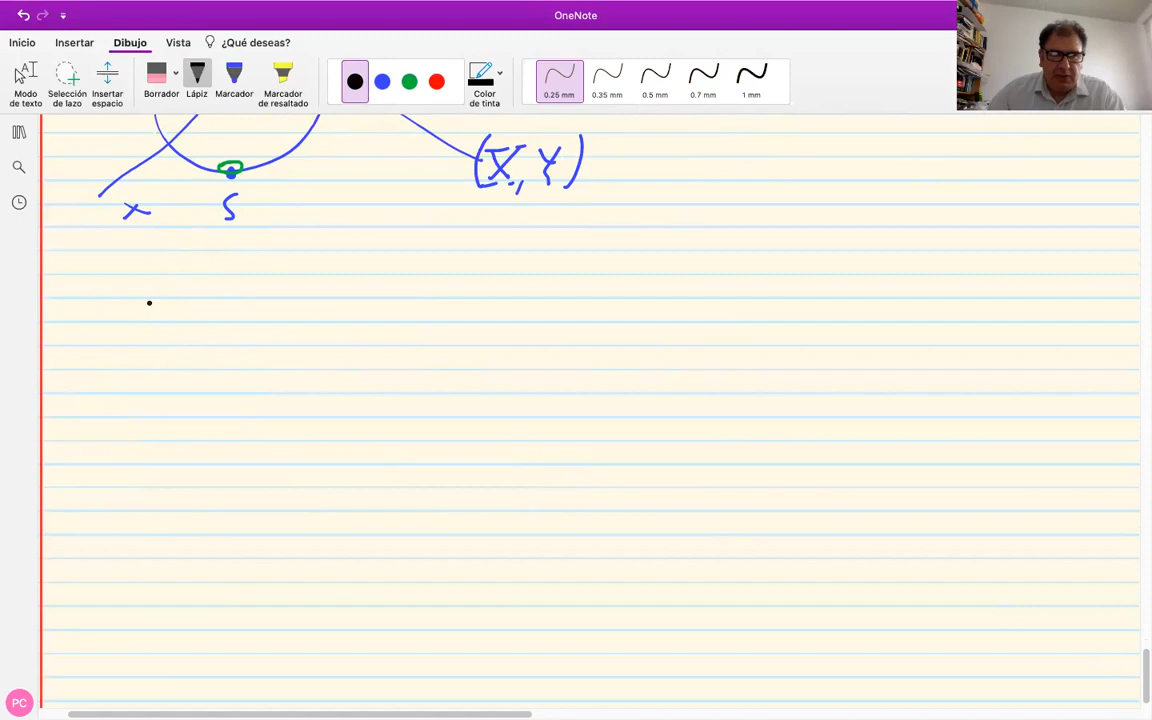 OneNote
Inicio Insertar Dibujo Vista ¿Qué deseas?
Modo de texto
Selección de lazo
Insertar espacio
Borrador
Lápiz
Marcador
Marcador de resaltado
Color de tinta
0.25 mm
0.35 mm
0.5 mm
0.7 mm
1 mm
(X, Y)
x S
PC